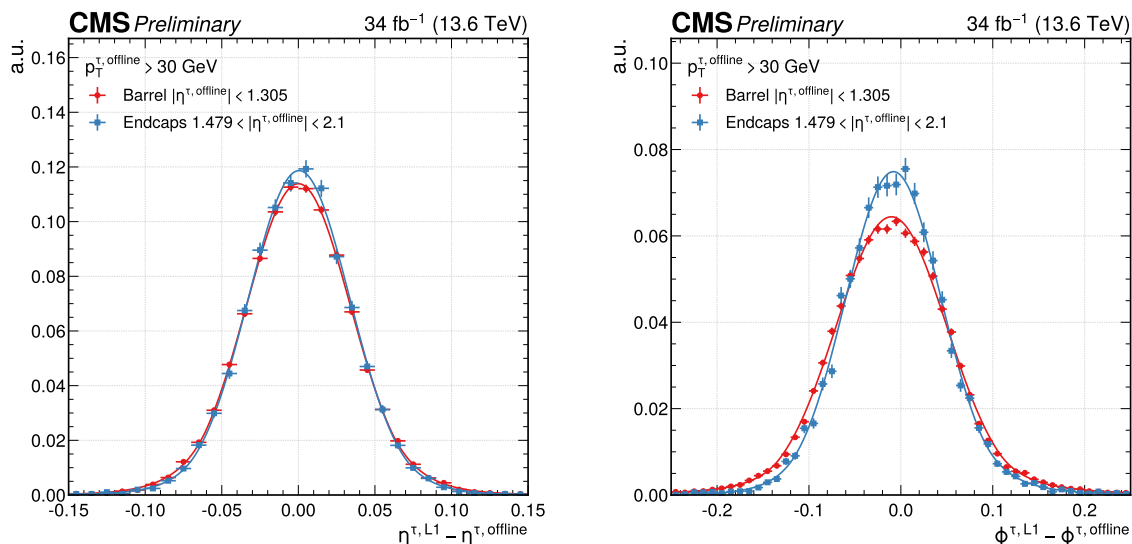 CMS Preliminary 34 fb⁻¹ (13.6 TeV)
a.u.
0.16
0.14
0.12
0.10
0.08
0.06
0.04
0.02
0.00
p_T^{τ, offline} > 30 GeV
Barrel |η^{τ, offline}| < 1.305
Endcaps 1.479 < |η^{τ, offline}| < 2.1
-0.15 -0.10 -0.05 0.00 0.05 0.10 0.15
η^{τ, L1} − η^{τ, offline}
CMS Preliminary 34 fb⁻¹ (13.6 TeV)
a.u.
0.10
0.08
0.06
0.04
0.02
0.00
p_T^{τ, offline} > 30 GeV
Barrel |η^{τ, offline}| < 1.305
Endcaps 1.479 < |η^{τ, offline}| < 2.1
-0.2 -0.1 0.0 0.1 0.2
ϕ^{τ, L1} − ϕ^{τ, offline}